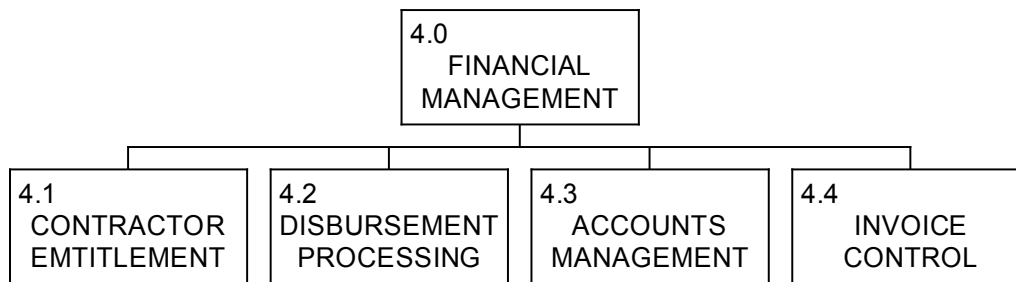 4.0
FINANCIAL
MANAGEMENT
4.1
CONTRACTOR
EMTITLEMENT
4.2
DISBURSEMENT
PROCESSING
4.3
ACCOUNTS
MANAGEMENT
4.4
INVOICE
CONTROL